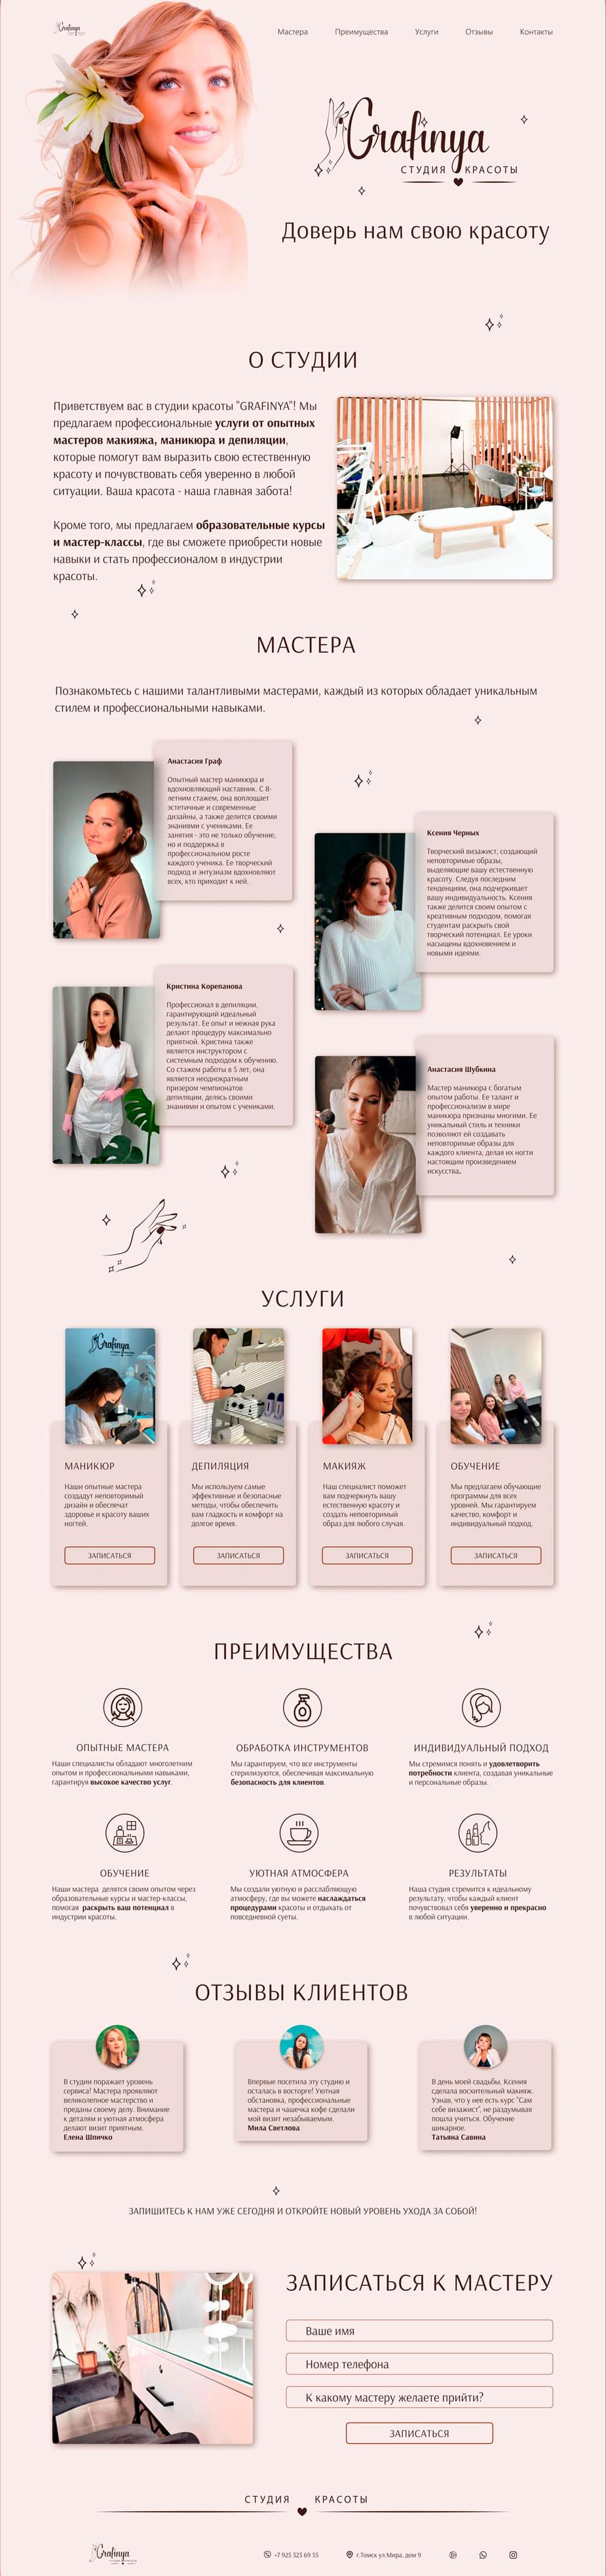 Grafinya
Мастера Преимущества Услуги Отзывы Контакты
Grafinya
СТУДИЯ КРАСОТЫ
Доверь нам свою красоту
О СТУДИИ
Приветствуем вас в студии красоты "GRAFINYA"! Мы
предлагаем профессиональные услуги от опытных
мастеров макияжа, маникюра и депиляции,
которые помогут вам выразить свою естественную
красоту и почувствовать себя уверенно в любой
ситуации. Ваша красота - наша главная забота!
Кроме того, мы предлагаем образовательные курсы
и мастер-классы, где вы сможете приобрести новые
навыки и стать профессионалом в индустрии
красоты.
МАСТЕРА
Познакомьтесь с нашими талантливыми мастерами, каждый из которых обладает уникальным
стилем и профессиональными навыками.
Анастасия Граф
Опытный мастер маникюра и
вдохновляющий наставник. С 8-
летним стажем, она воплощает
эстетичные и современные
дизайны, а также делится своими
знаниями с учениками. Ее
занятия - это не только обучение,
но и поддержка в
профессиональном росте
каждого ученика. Ее творческий
подход и энтузиазм вдохновляют
всех, кто приходит к ней.
Ксения Черных
Творческий визажист, создающий
неповторимые образы,
выделяющие вашу естественную
красоту. Следуя последним
тенденциям, она подчеркивает
вашу индивидуальность. Ксения
также делится своим опытом с
креативным подходом, помогая
студентам раскрыть свой
творческий потенциал. Ее уроки
насыщены вдохновением и
новыми идеями.
Кристина Корепанова
Профессионал в депиляции,
гарантирующий идеальный
результат. Ее опыт и нежная рука
делают процедуру максимально
приятной. Кристина также
является инструктором с
системным подходом к обучению.
Со стажем работы в 5 лет, она
является неоднократным
призером чемпионатов
депиляции, делясь своими
знаниями и опытом с учениками.
Анастасия Шубкина
Мастер маникюра с богатым
опытом работы. Ее талант и
профессионализм в мире
маникюра признаны многими. Ее
уникальный стиль и техники
позволяют ей создавать
неповторимые образы для
каждого клиента, делая их ногти
настоящим произведением
искусства.
УСЛУГИ
Grafinya
МАНИКЮР
Наши опытные мастера
создадут неповторимый
дизайн и обеспечат
здоровье и красоту ваших
ногтей.
ЗАПИСАТЬСЯ
ДЕПИЛЯЦИЯ
Мы используем самые
эффективные и безопасные
методы, чтобы обеспечить
вам гладкость и комфорт на
долгое время.
ЗАПИСАТЬСЯ
МАКИЯЖ
Наш специалист поможет
вам подчеркнуть вашу
естественную красоту и
создать неповторимый
образ для любого случая.
ЗАПИСАТЬСЯ
ОБУЧЕНИЕ
Мы предлагаем обучающие
программы для всех
уровней. Мы гарантируем
качество, комфорт и
индивидуальный подход.
ЗАПИСАТЬСЯ
ПРЕИМУЩЕСТВА
ОПЫТНЫЕ МАСТЕРА
Наши специалисты обладают многолетним
опытом и профессиональными навыками,
гарантируя высокое качество услуг.
ОБРАБОТКА ИНСТРУМЕНТОВ
Мы гарантируем, что все инструменты
стерилизуются, обеспечивая максимальную
безопасность для клиентов.
ИНДИВИДУАЛЬНЫЙ ПОДХОД
Мы стремимся понять и удовлетворить
потребности клиента, создавая уникальные
и персональные образы.
ОБУЧЕНИЕ
Наши мастера делятся своим опытом через
образовательные курсы и мастер-классы,
помогая раскрыть ваш потенциал в
индустрии красоты.
УЮТНАЯ АТМОСФЕРА
Мы создали уютную и расслабляющую
атмосферу, где вы можете наслаждаться
процедурами красоты и отдыхать от
повседневной суеты.
РЕЗУЛЬТАТЫ
Наша студия стремится к идеальному
результату, чтобы каждый клиент
почувствовал себя уверенно и прекрасно
в любой ситуации.
ОТЗЫВЫ КЛИЕНТОВ
В студии поражает уровень
сервиса! Мастера проявляют
великолепное мастерство и
преданы своему делу. Внимание
к деталям и уютная атмосфера
делают визит приятным.
Елена Шпичко
Впервые посетила эту студию и
осталась в восторге! Уютная
обстановка, профессиональные
мастера и чашечка кофе сделали
мой визит незабываемым.
Мила Светлова
В день моей свадьбы, Ксения
сделала восхительный макияж.
Узнав, что у нее есть курс "Сам
себе визажист", не раздумывая
пошла учиться. Обучение
шикарное.
Татьяна Савина
ЗАПИШИТЕСЬ К НАМ УЖЕ СЕГОДНЯ И ОТКРОЙТЕ НОВЫЙ УРОВЕНЬ УХОДА ЗА СОБОЙ!
ЗАПИСАТЬСЯ К МАСТЕРУ
Ваше имя
Номер телефона
К какому мастеру желаете прийти?
ЗАПИСАТЬСЯ
СТУДИЯ КРАСОТЫ
Grafinya
+7 923 323 69 55 г.Томск ул.Мира, дом 9